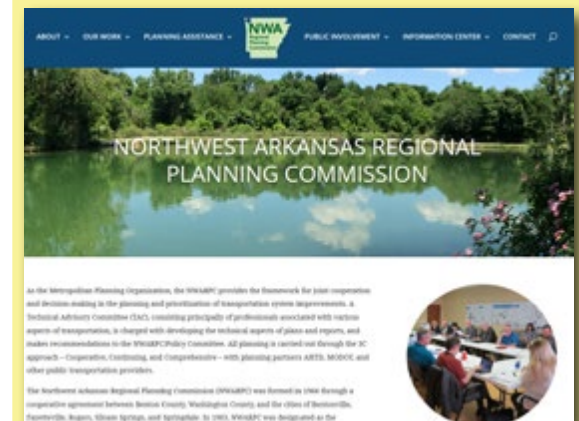 ABOUT OUR WORK PLANNING ASSISTANCE NWA PUBLIC INVOLVEMENT INFORMATION CENTER CONTACT
Regional
Planning
Commission
NORTHWEST ARKANSAS REGIONAL
PLANNING COMMISSION
As the Metropolitan Planning Organization, the NWARPC provides the framework for joint cooperation
and decision-making in the planning and prioritization of transportation system improvements. A
Technical Advisory Committee (TAC), consisting principally of professionals associated with various
aspects of transportation, is charged with developing the technical aspects of plans and reports, and
makes recommendations to the NWARPC/Policy Committee. All planning is carried out through the 3C
approach – Cooperative, Continuing, and Comprehensive – with planning partners ARTD, MODOT, and
other public transportation providers.
The Northwest Arkansas Regional Planning Commission (NWARPC) was formed in 1966 through a
cooperative agreement between Benton County, Washington County, and the cities of Bentonville,
Fayetteville, Rogers, Siloam Springs, and Springdale. In 1983, NWARPC was designated as the